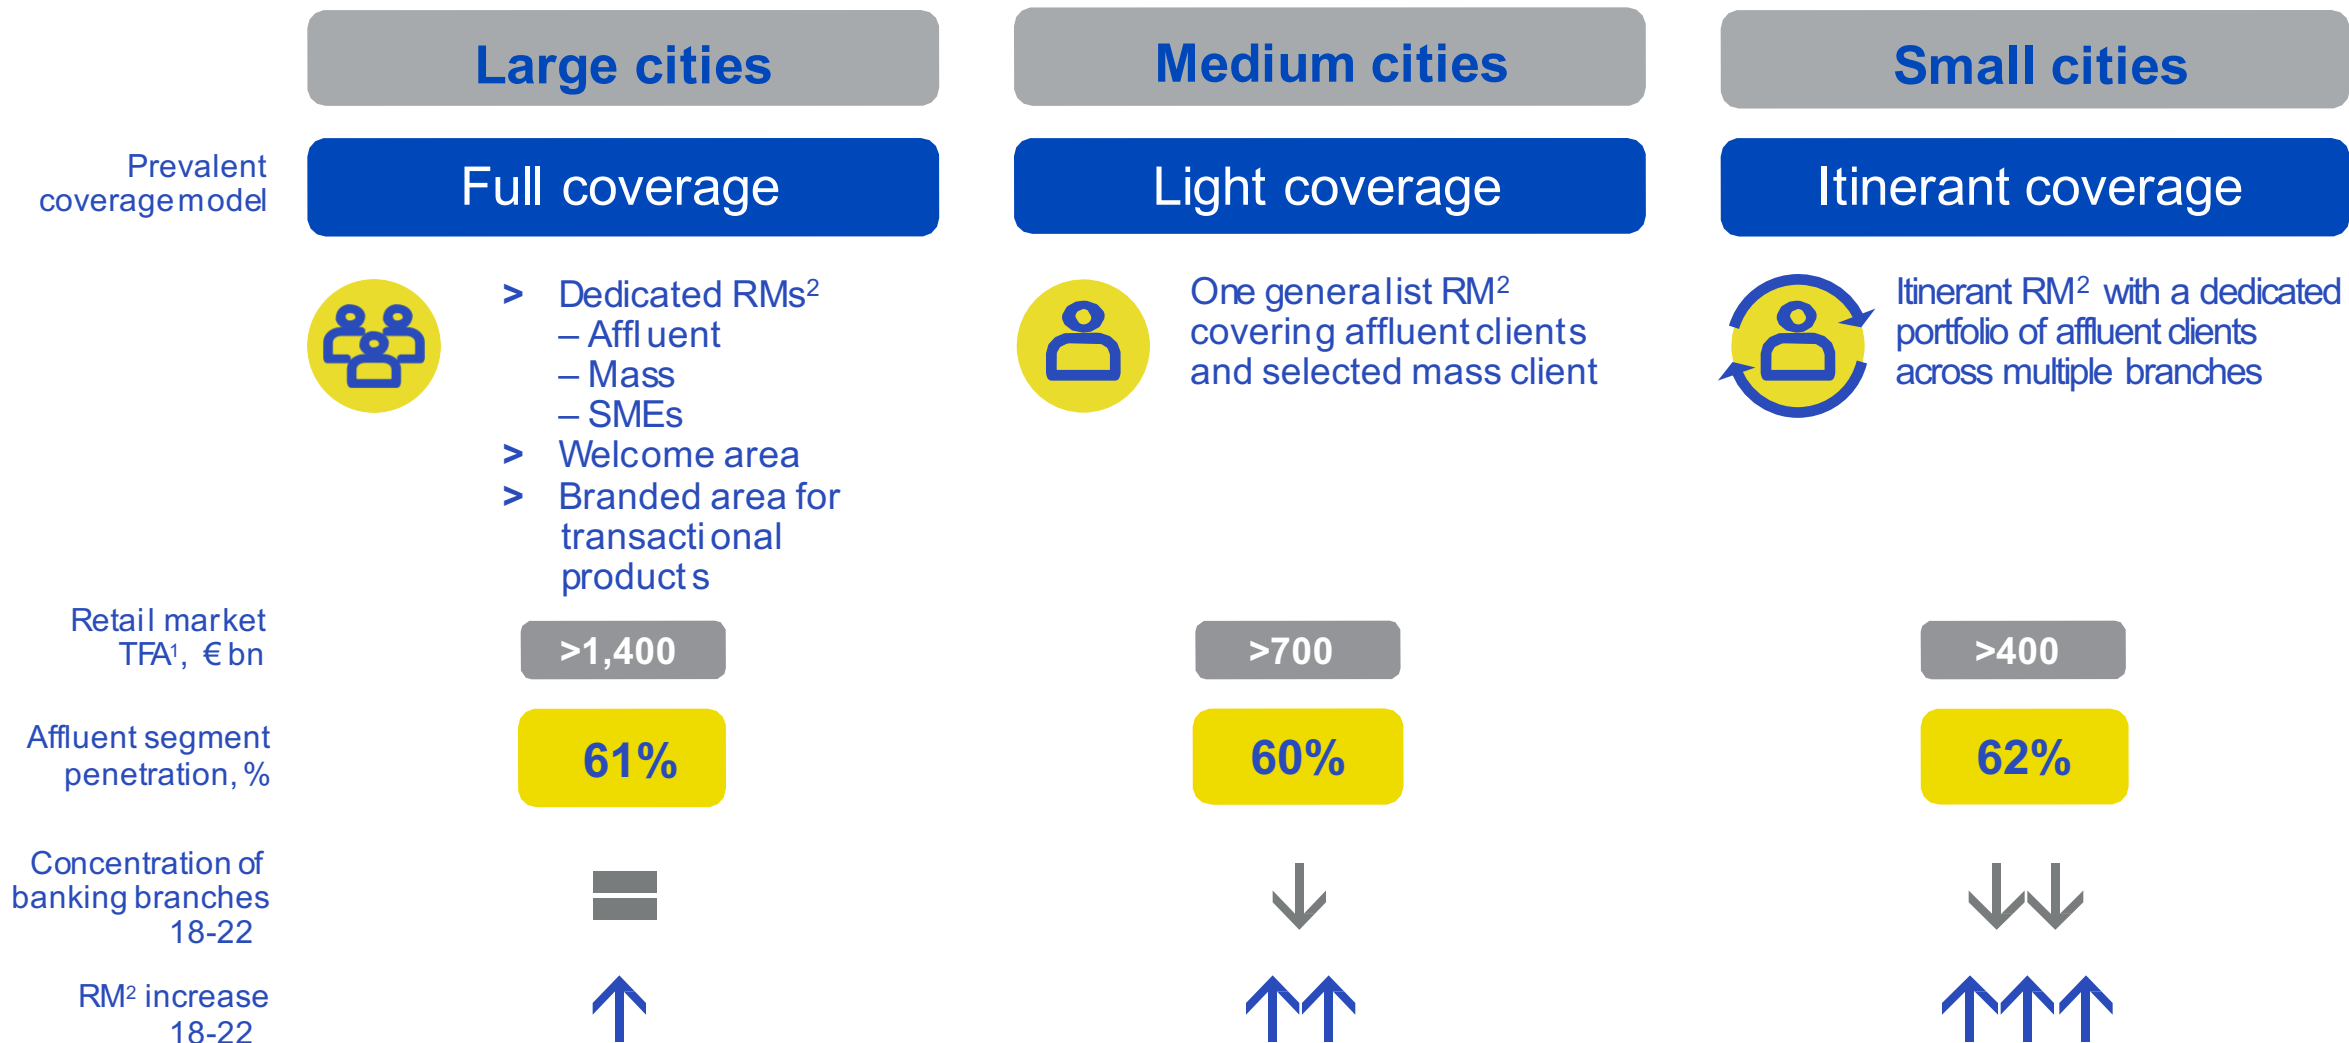 Large cities
Medium cities
Small cities
Prevalent
coverage model
Full coverage
Light coverage
Itinerant coverage
> Dedicated RMs²
– Affluent
– Mass
– SMEs
> Welcome area
> Branded area for
transactional
products
One generalist RM²
covering affluent clients
and selected mass client
Itinerant RM² with a dedicated
portfolio of affluent clients
across multiple branches
Retail market
TFA¹, € bn
>1,400
>700
>400
Affluent segment
penetration, %
61%
60%
62%
Concentration of
banking branches
18-22
RM² increase
18-22